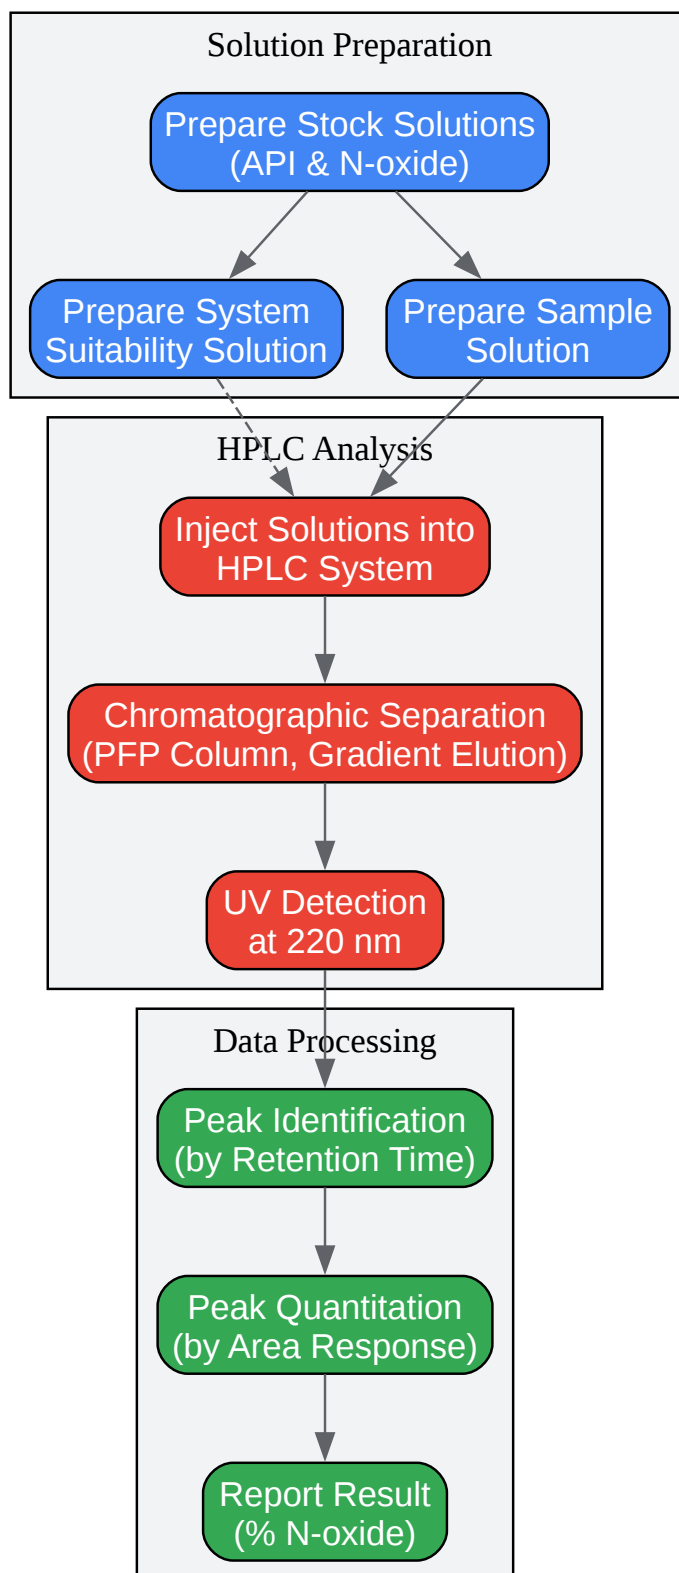 Solution Preparation
Prepare Stock Solutions
(API & N-oxide)
Prepare System
Suitability Solution
Prepare Sample
Solution
HPLC Analysis
Inject Solutions into
HPLC System
Chromatographic Separation
(PFP Column, Gradient Elution)
UV Detection
at 220 nm
Data Processing
Peak Identification
(by Retention Time)
Peak Quantitation
(by Area Response)
Report Result
(% N-oxide)